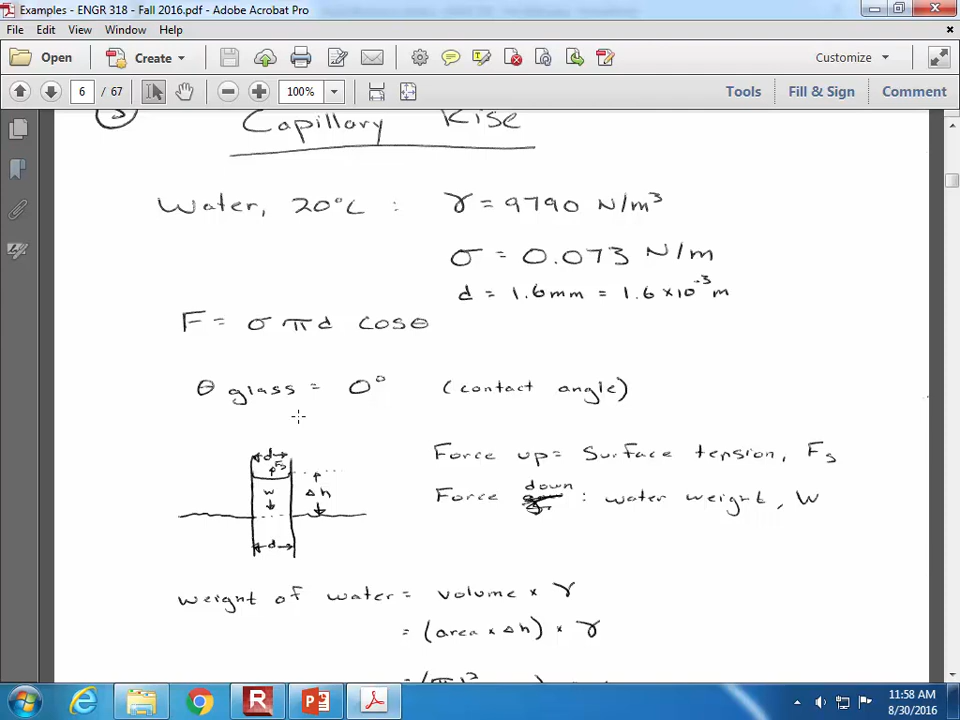 Examples - ENGR 318 - Fall 2016.pdf - Adobe Acrobat Pro
File Edit View Window Help
Open Create Customize
6 / 67 100% Tools Fill & Sign Comment
3 Capillary Rise
Water, 20°C : γ = 9790 N/m³
σ = 0.073 N/m
d = 1.6mm = 1.6 x 10⁻³ m
F = σ π d cosθ
θ glass = 0° (contact angle)
d
Fs
W
Δh
d
Force up = Surface tension, Fs
Force down : water weight, W
weight of water = volume x γ
= (area x Δh) x γ
11:58 AM
8/30/2016